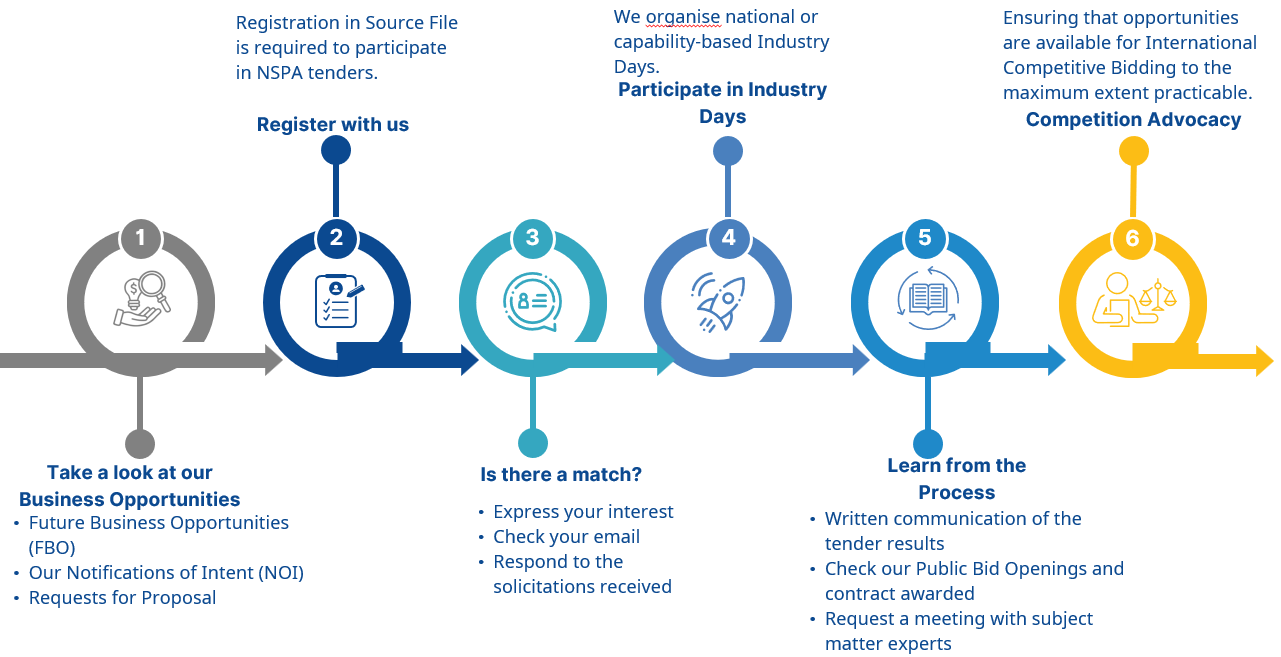 Registration in Source File
is required to participate
in NSPA tenders.
Register with us
We organise national or
capability-based Industry
Days.
Participate in Industry
Days
Ensuring that opportunities
are available for International
Competitive Bidding to the
maximum extent practicable.
Competition Advocacy
1
2
3
4
5
6
$
Take a look at our
Business Opportunities
• Future Business Opportunities
(FBO)
• Our Notifications of Intent (NOI)
• Requests for Proposal
Is there a match?
• Express your interest
• Check your email
• Respond to the
solicitations received
Learn from the
Process
• Written communication of the
tender results
• Check our Public Bid Openings and
contract awarded
• Request a meeting with subject
matter experts